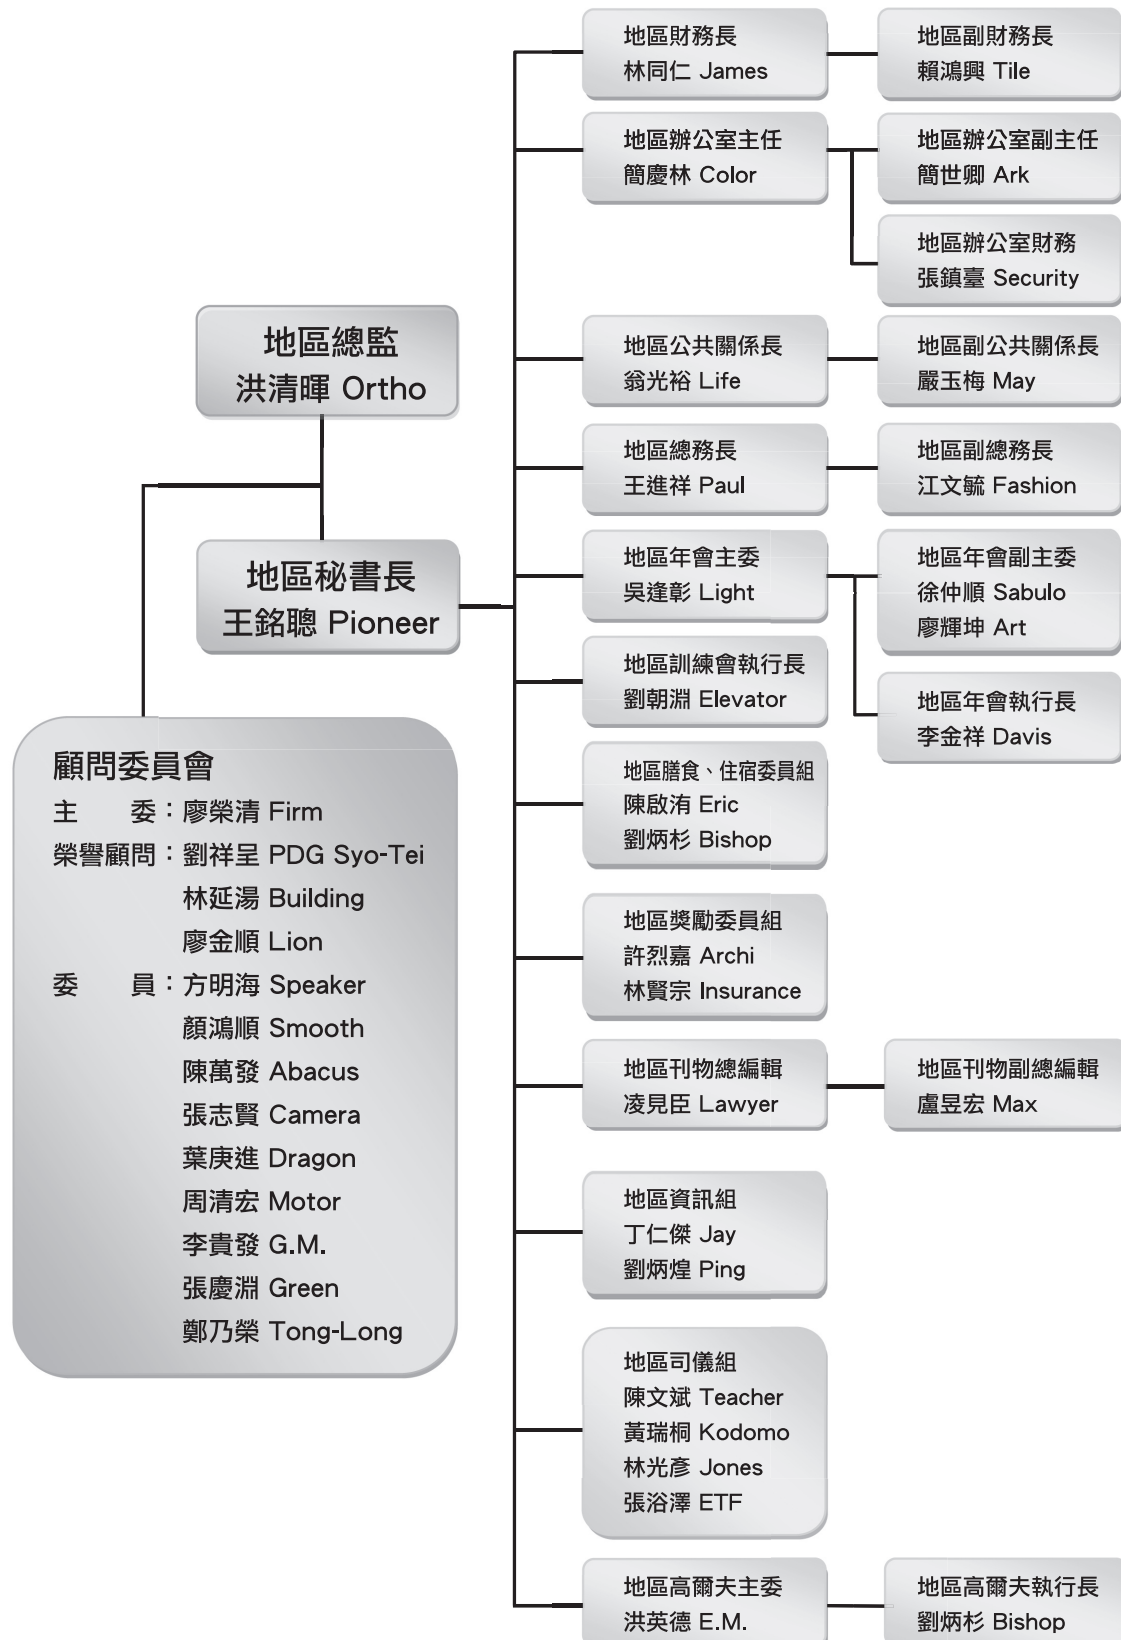 地區總監
洪清暉 Ortho
地區秘書長
王銘聰 Pioneer
顧問委員會
主　　委：廖榮清 Firm
榮譽顧問：劉祥呈 PDG Syo-Tei
林延湯 Building
廖金順 Lion
委　　員：方明海 Speaker
顏鴻順 Smooth
陳萬發 Abacus
張志賢 Camera
葉庚進 Dragon
周清宏 Motor
李貴發 G.M.
張慶淵 Green
鄭乃榮 Tong-Long
地區財務長
林同仁 James
地區副財務長
賴鴻興 Tile
地區辦公室主任
簡慶林 Color
地區辦公室副主任
簡世卿 Ark
地區辦公室財務
張鎮臺 Security
地區公共關係長
翁光裕 Life
地區副公共關係長
嚴玉梅 May
地區總務長
王進祥 Paul
地區副總務長
江文毓 Fashion
地區年會主委
吳逢彰 Light
地區年會副主委
徐仲順 Sabulo
廖輝坤 Art
地區年會執行長
李金祥 Davis
地區訓練會執行長
劉朝淵 Elevator
地區膳食、住宿委員組
陳啟洧 Eric
劉炳杉 Bishop
地區獎勵委員組
許烈嘉 Archi
林賢宗 Insurance
地區刊物總編輯
凌見臣 Lawyer
地區刊物副總編輯
盧昱宏 Max
地區資訊組
丁仁傑 Jay
劉炳煌 Ping
地區司儀組
陳文斌 Teacher
黃瑞桐 Kodomo
林光彥 Jones
張浴澤 ETF
地區高爾夫主委
洪英德 E.M.
地區高爾夫執行長
劉炳杉 Bishop